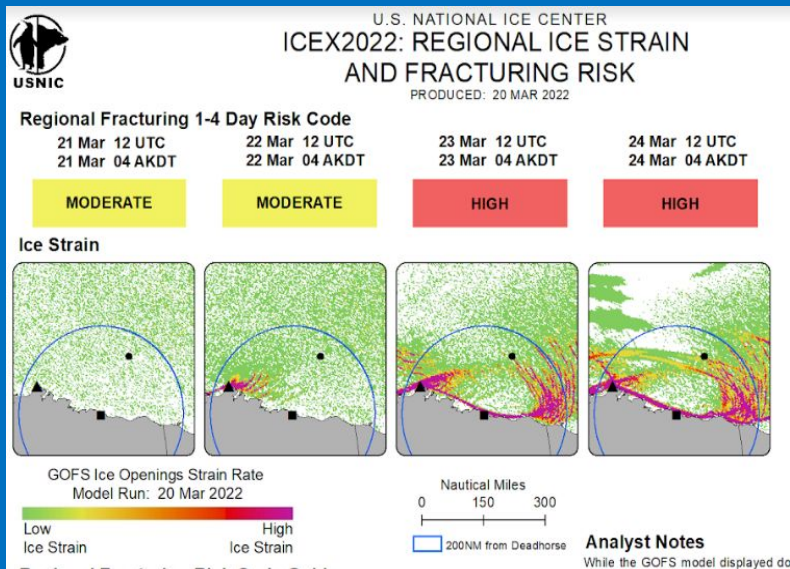 U.S. NATIONAL ICE CENTER
ICEX2022: REGIONAL ICE STRAIN
AND FRACTURING RISK
PRODUCED: 20 MAR 2022
USNIC
Regional Fracturing 1-4 Day Risk Code
21 Mar 12 UTC
21 Mar 04 AKDT
22 Mar 12 UTC
22 Mar 04 AKDT
23 Mar 12 UTC
23 Mar 04 AKDT
24 Mar 12 UTC
24 Mar 04 AKDT
MODERATE
MODERATE
HIGH
HIGH
Ice Strain
GOFS Ice Openings Strain Rate
Model Run: 20 Mar 2022
Low
Ice Strain
High
Ice Strain
Nautical Miles
0 150 300
200NM from Deadhorse
Analyst Notes
While the GOFS model displayed do